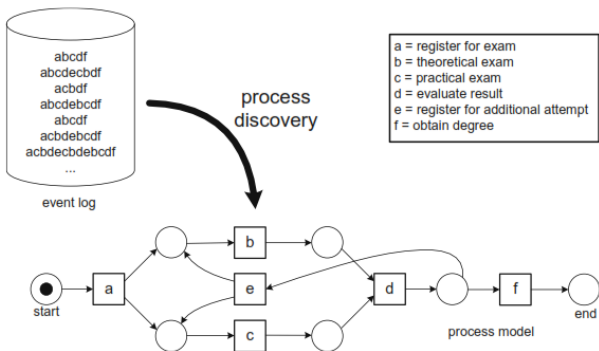 abcdf
abcdecbdf
acbdf
abcdebcdf
abcdf
acbdebcdf
acbdecbdebcdf
...
event log
process
discovery
a = register for exam
b = theoretical exam
c = practical exam
d = evaluate result
e = register for additional attempt
f = obtain degree
b
a
e
d
f
start
c
process model
end